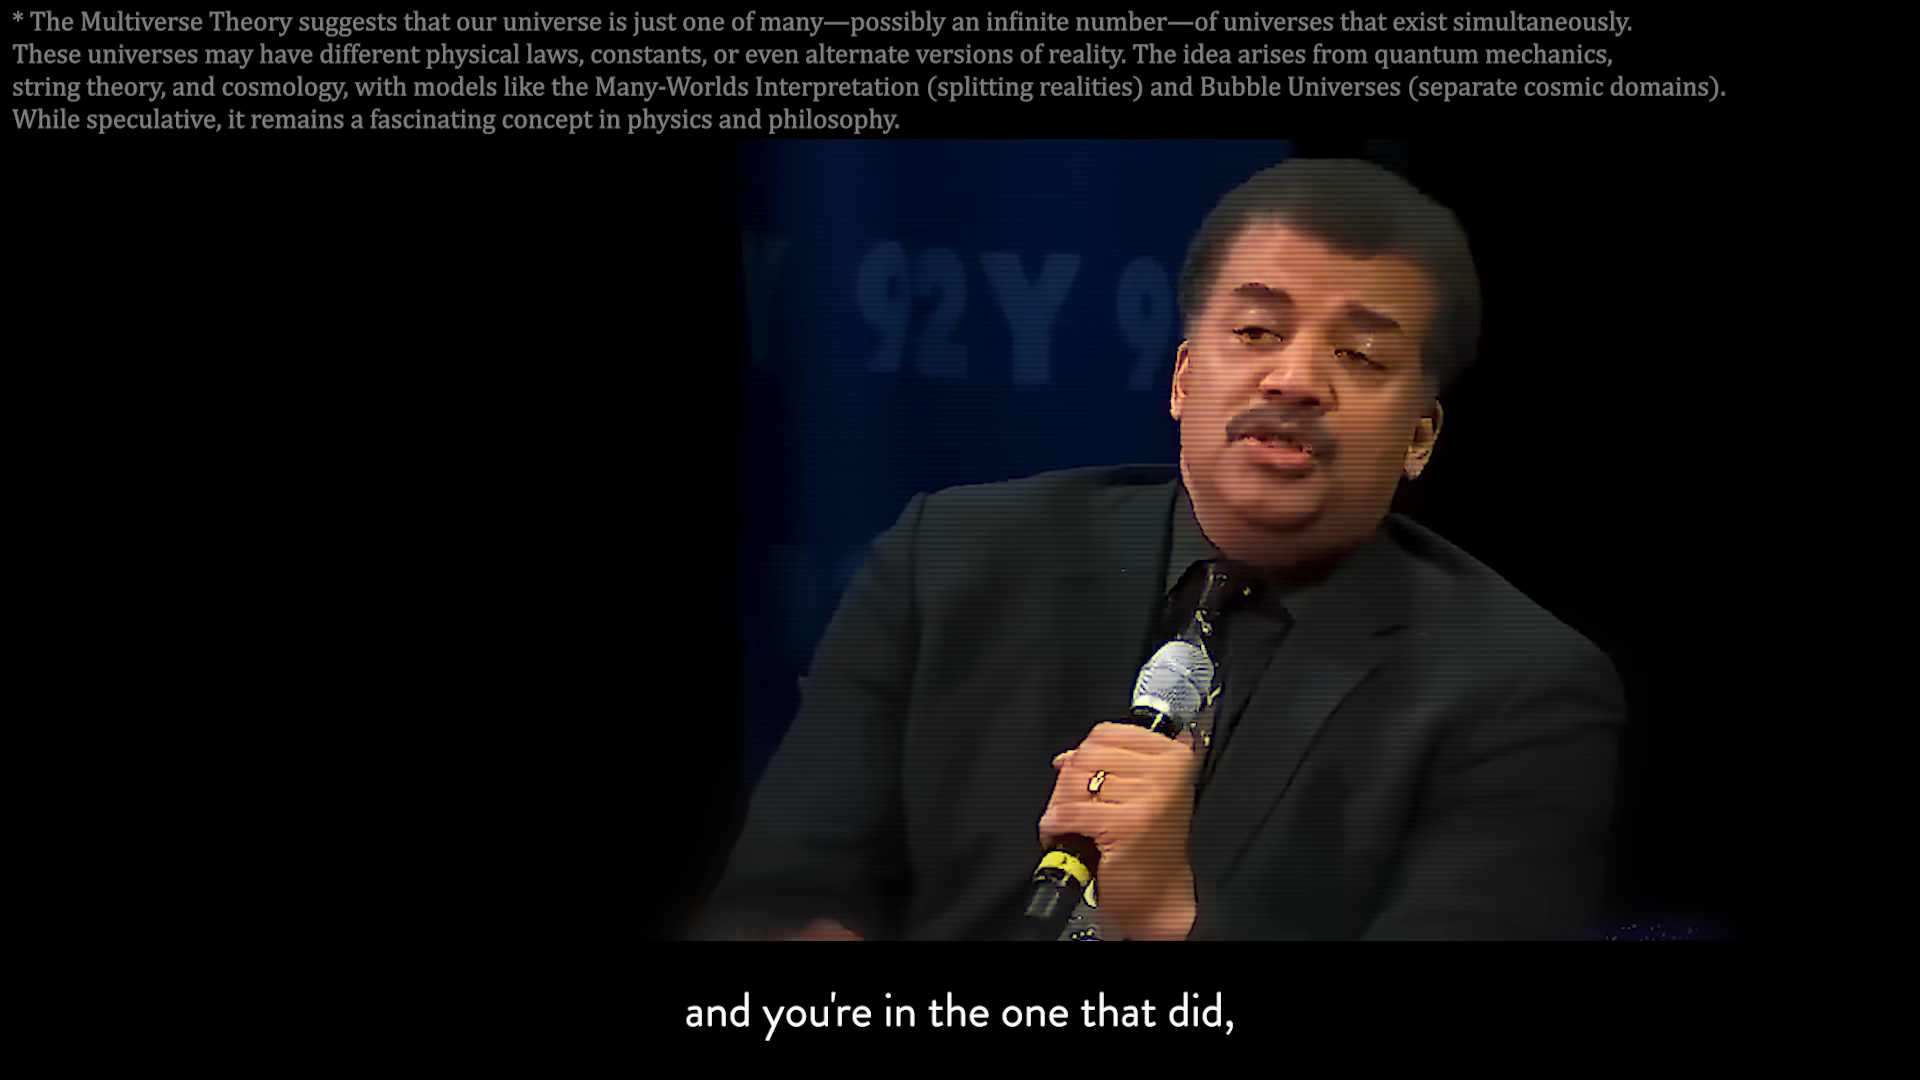 * The Multiverse Theory suggests that our universe is just one of many—possibly an infinite number—of universes that exist simultaneously.
These universes may have different physical laws, constants, or even alternate versions of reality. The idea arises from quantum mechanics,
string theory, and cosmology, with models like the Many-Worlds Interpretation (splitting realities) and Bubble Universes (separate cosmic domains).
While speculative, it remains a fascinating concept in physics and philosophy.
Y 92Y 9
and you're in the one that did,